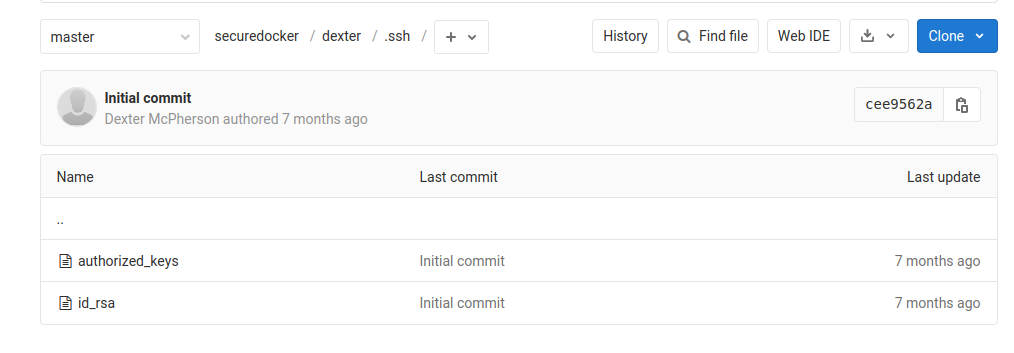 master securedocker / dexter / .ssh / + History Find file Web IDE Clone
Initial commit
Dexter McPherson authored 7 months ago
cee9562a
Name Last commit Last update
..
authorized_keys Initial commit 7 months ago
id_rsa Initial commit 7 months ago